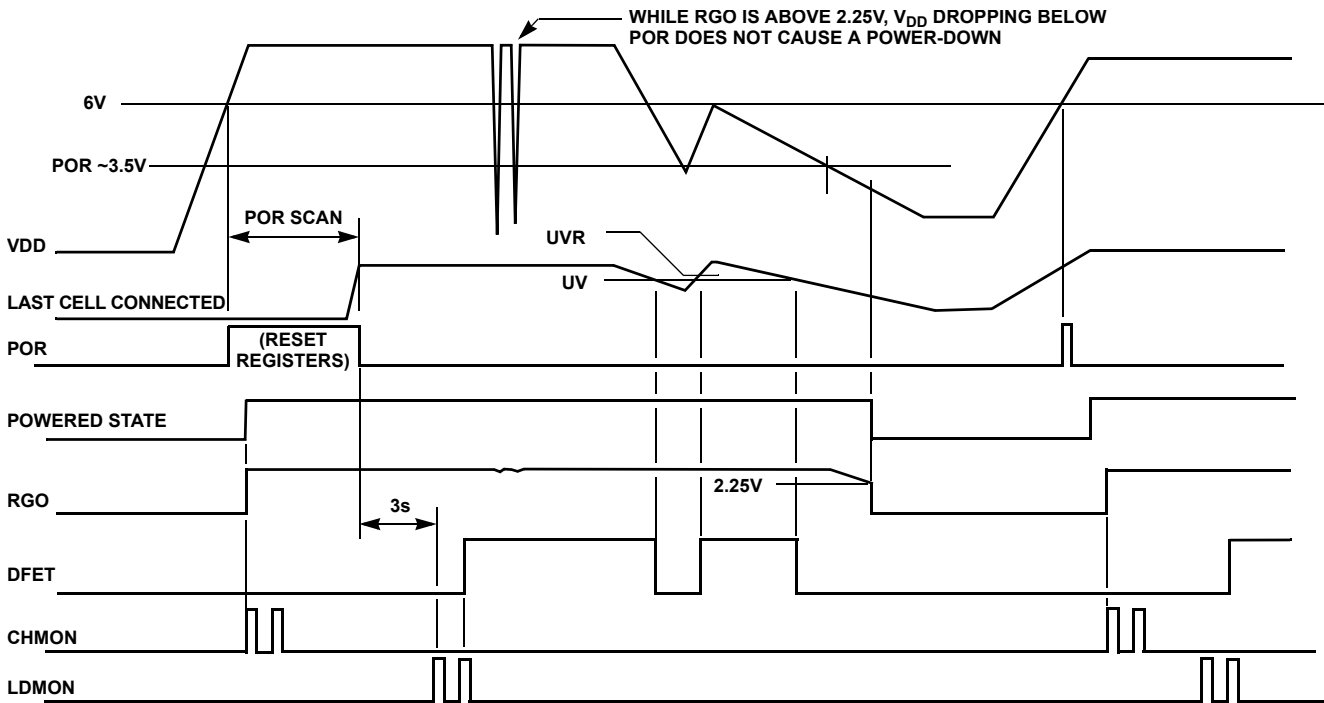 WHILE RGO IS ABOVE 2.25V, VDD DROPPING BELOW
POR DOES NOT CAUSE A POWER-DOWN
6V
POR ~3.5V
POR SCAN
VDD
UVR
UV
LAST CELL CONNECTED
(RESET
REGISTERS)
POR
POWERED STATE
2.25V
RGO
3s
DFET
CHMON
LDMON